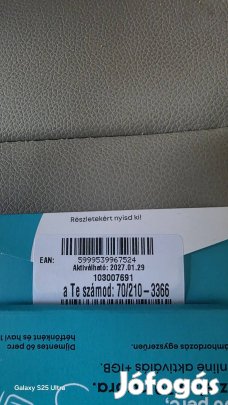 Részletekért nyisd ki!
EAN: 5999539967524
Aktiválható: 2027.01.29
103007691
a Te számod: 70/210-3366
Díjmentes 60 perc
hétfőnként és havi 1
online aktiválás +1GB.
Galaxy S25 Ultra
Jófogás